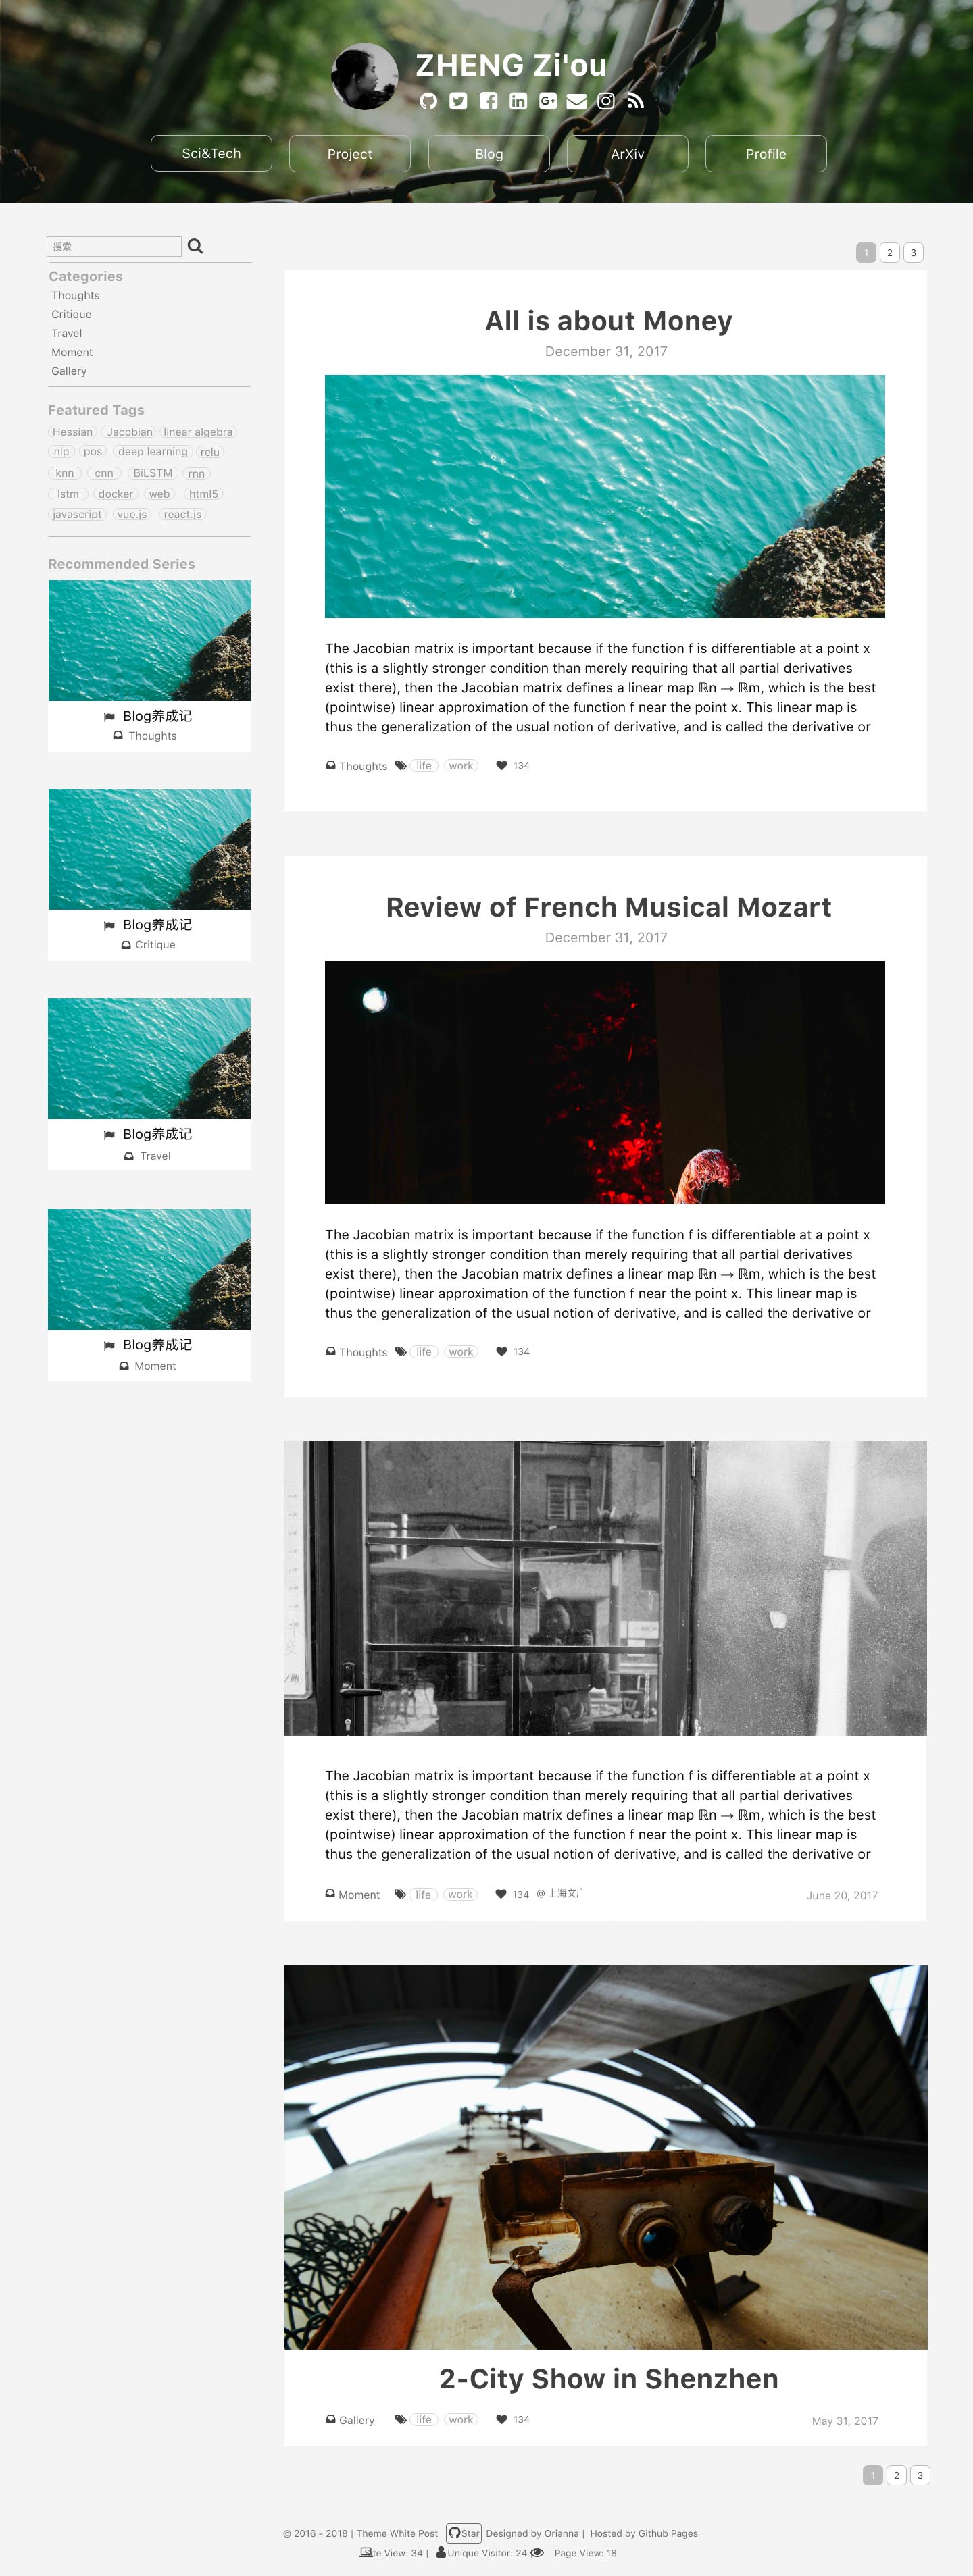 ZHENG Zi'ou
Sci&Tech
Project
Blog
ArXiv
Profile
搜索
Categories
Thoughts
Critique
Travel
Moment
Gallery
Featured Tags
Hessian Jacobian linear algebra
nlp pos deep learning relu
knn cnn BiLSTM rnn
lstm docker web html5
javascript vue.js react.js
Recommended Series
Blog养成记
Thoughts
Blog养成记
Critique
Blog养成记
Travel
Blog养成记
Moment
1 2 3
All is about Money
December 31, 2017
The Jacobian matrix is important because if the function f is differentiable at a point x
(this is a slightly stronger condition than merely requiring that all partial derivatives
exist there), then the Jacobian matrix defines a linear map ℝn → ℝm, which is the best
(pointwise) linear approximation of the function f near the point x. This linear map is
thus the generalization of the usual notion of derivative, and is called the derivative or
Thoughts life work 134
Review of French Musical Mozart
December 31, 2017
The Jacobian matrix is important because if the function f is differentiable at a point x
(this is a slightly stronger condition than merely requiring that all partial derivatives
exist there), then the Jacobian matrix defines a linear map ℝn → ℝm, which is the best
(pointwise) linear approximation of the function f near the point x. This linear map is
thus the generalization of the usual notion of derivative, and is called the derivative or
Thoughts life work 134
The Jacobian matrix is important because if the function f is differentiable at a point x
(this is a slightly stronger condition than merely requiring that all partial derivatives
exist there), then the Jacobian matrix defines a linear map ℝn → ℝm, which is the best
(pointwise) linear approximation of the function f near the point x. This linear map is
thus the generalization of the usual notion of derivative, and is called the derivative or
Moment life work 134 @ 上海文广 June 20, 2017
2-City Show in Shenzhen
Gallery life work 134 May 31, 2017
1 2 3
© 2016 - 2018 | Theme White Post Star Designed by Orianna | Hosted by Github Pages
Site View: 34 | Unique Visitor: 24 Page View: 18